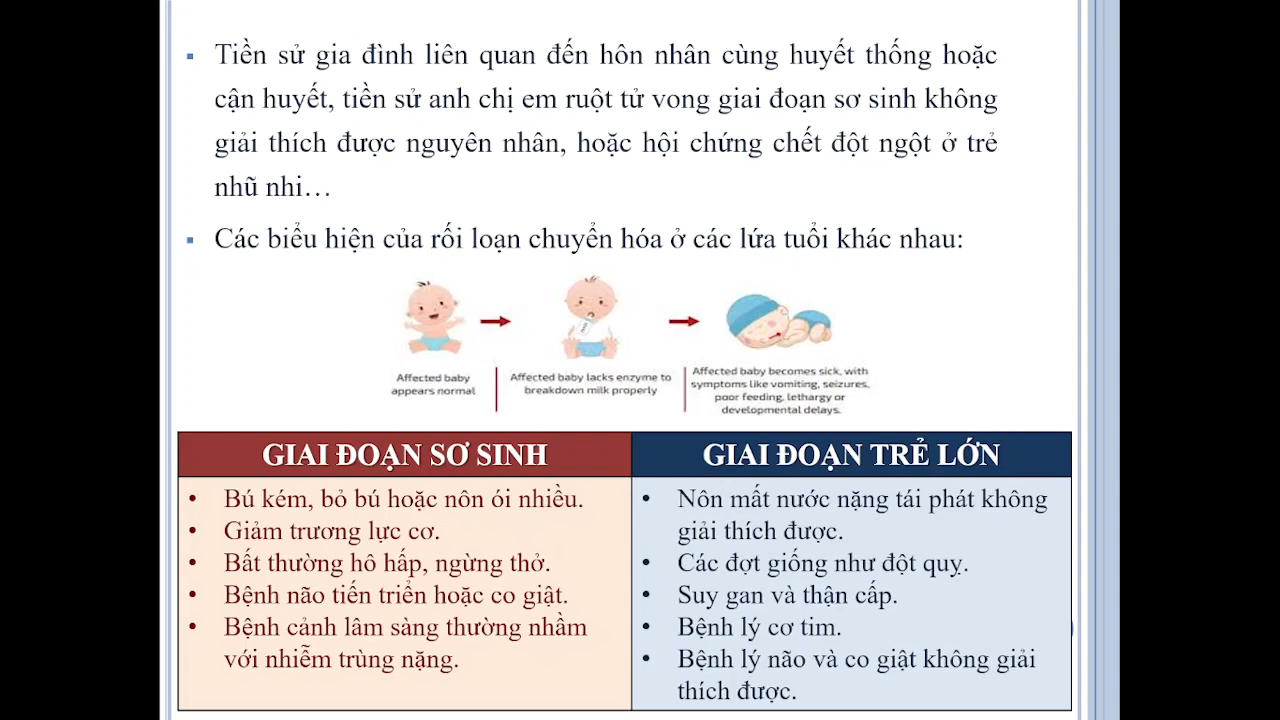 Tiền sử gia đình liên quan đến hôn nhân cùng huyết thống hoặc
cận huyết, tiền sử anh chị em ruột tử vong giai đoạn sơ sinh không
giải thích được nguyên nhân, hoặc hội chứng chết đột ngột ở trẻ
nhũ nhi…
Các biểu hiện của rối loạn chuyển hóa ở các lứa tuổi khác nhau:
Affected baby
appears normal
Affected baby lacks enzyme to
breakdown milk properly
Affected baby becomes sick, with
symptoms like vomiting, seizures,
poor feeding, lethargy or
developmental delays.
GIAI ĐOẠN SƠ SINH
• Bú kém, bỏ bú hoặc nôn ói nhiều.
• Giảm trương lực cơ.
• Bất thường hô hấp, ngừng thở.
• Bệnh não tiến triển hoặc co giật.
• Bệnh cảnh lâm sàng thường nhầm
với nhiễm trùng nặng.
GIAI ĐOẠN TRẺ LỚN
• Nôn mất nước nặng tái phát không
giải thích được.
• Các đợt giống như đột quỵ.
• Suy gan và thận cấp.
• Bệnh lý cơ tim.
• Bệnh lý não và co giật không giải
thích được.